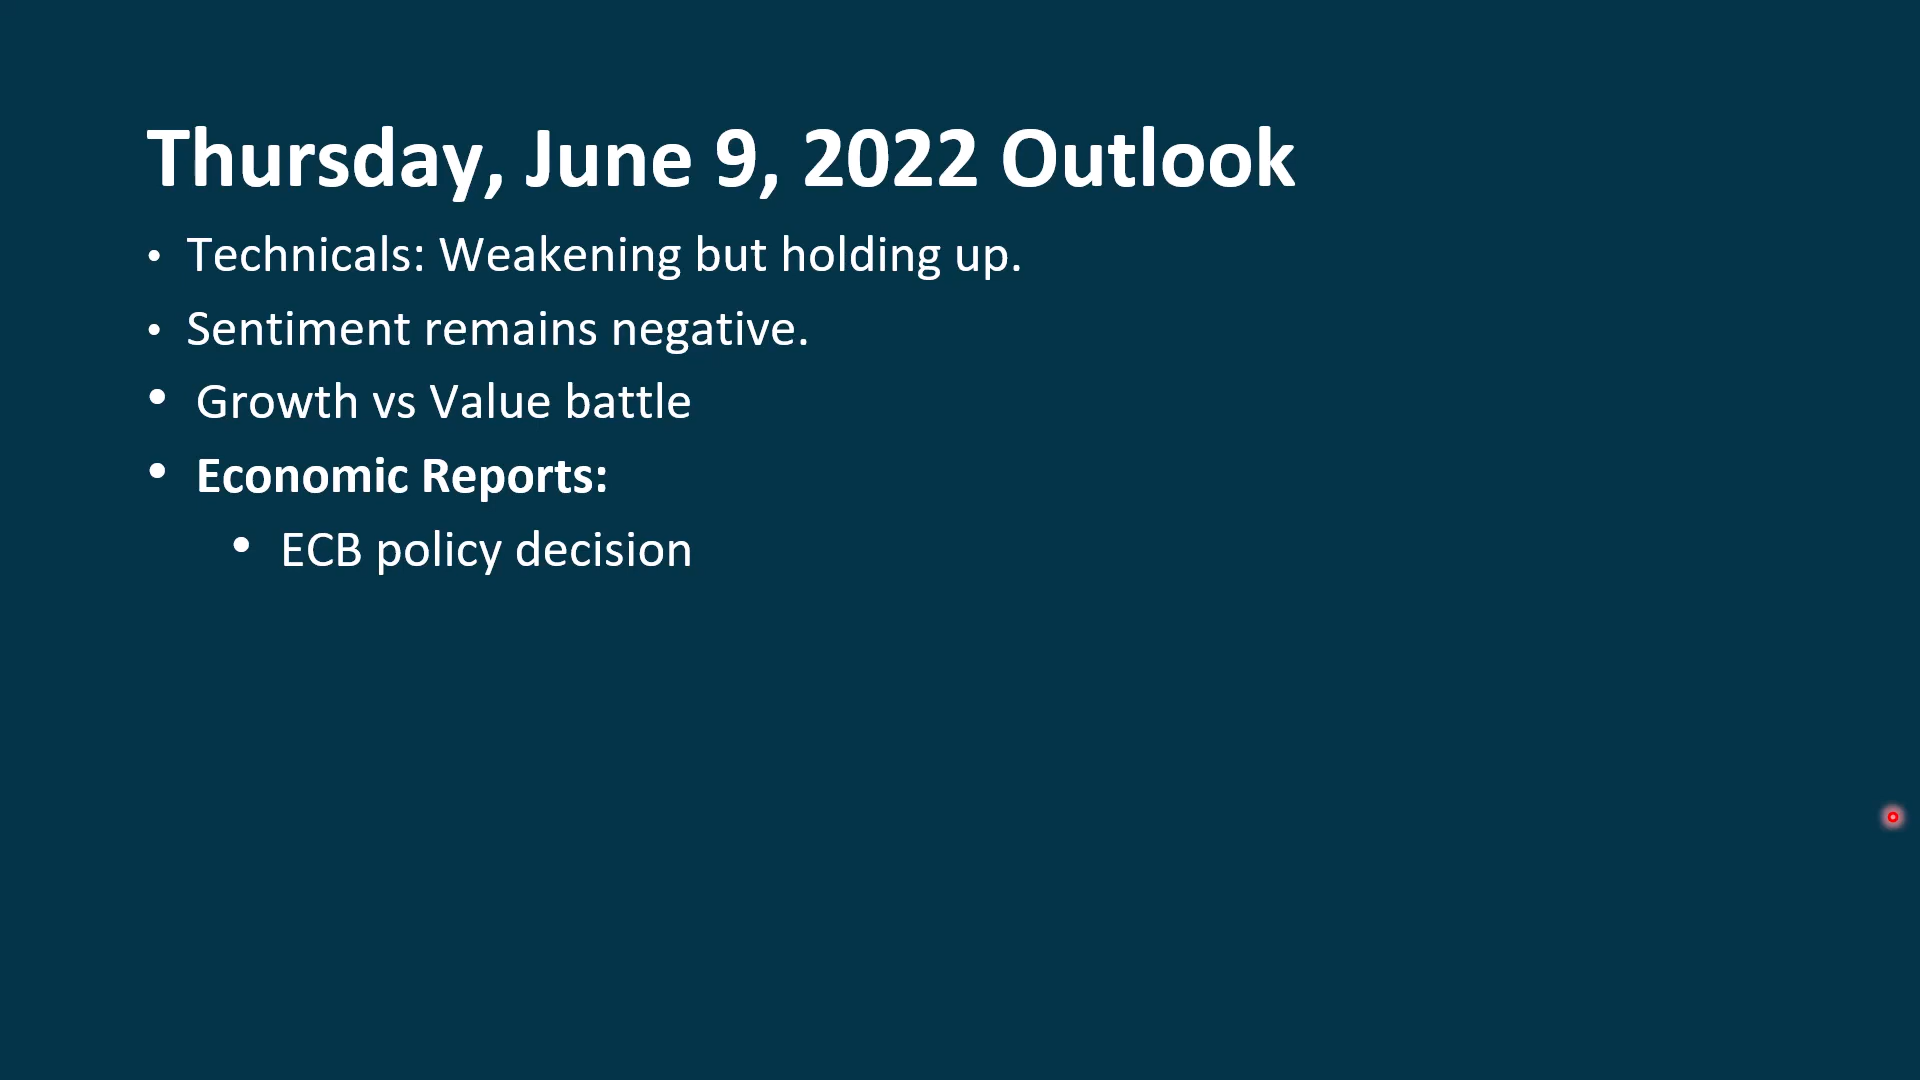 Thursday, June 9, 2022 Outlook
• Technicals: Weakening but holding up.
• Sentiment remains negative.
• Growth vs Value battle
• Economic Reports:
• ECB policy decision